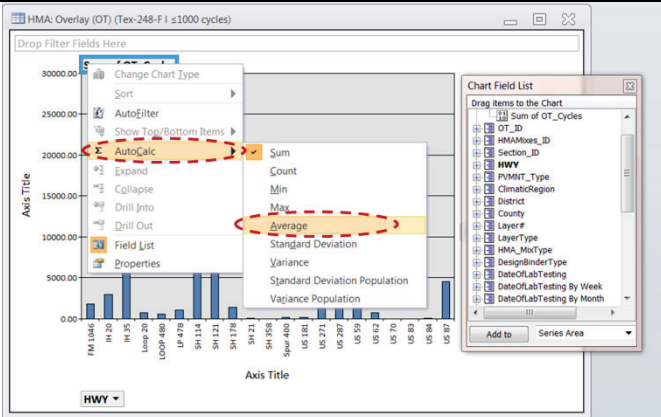 HMA: Overlay (OT) (Tex-248-F I ≤1000 cycles)
Drop Filter Fields Here
Sum of OT_Cycles
Change Chart Type
Sort
AutoFilter
Show Top/Bottom Items
Σ AutoCalc
Expand
Collapse
Drill Into
Drill Out
Field List
Properties
Sum
Count
Min
Max
Average
Standard Deviation
Variance
Standard Deviation Population
Variance Population
30000.00
25000.00
20000.00
15000.00
10000.00
5000.00
0.00
Axis Title
FM 1046
IH 20
IH 35
Loop 20
LOOP 480
LP 478
SH 114
SH 121
SH 178
SH 21
SH 358
Spur 400
US 181
US 271
US 287
US 59
US 62
US 70
US 83
US 84
US 87
Axis Title
HWY
Chart Field List
Drag items to the Chart
Sum of OT_Cycles
OT_ID
HMAMixes_ID
Section_ID
HWY
PVMNT_Type
ClimaticRegion
District
County
Layer#
LayerType
HMA_MixType
DesignBinderType
DateOfLabTesting
DateOfLabTesting By Week
DateOfLabTesting By Month
Add to
Series Area